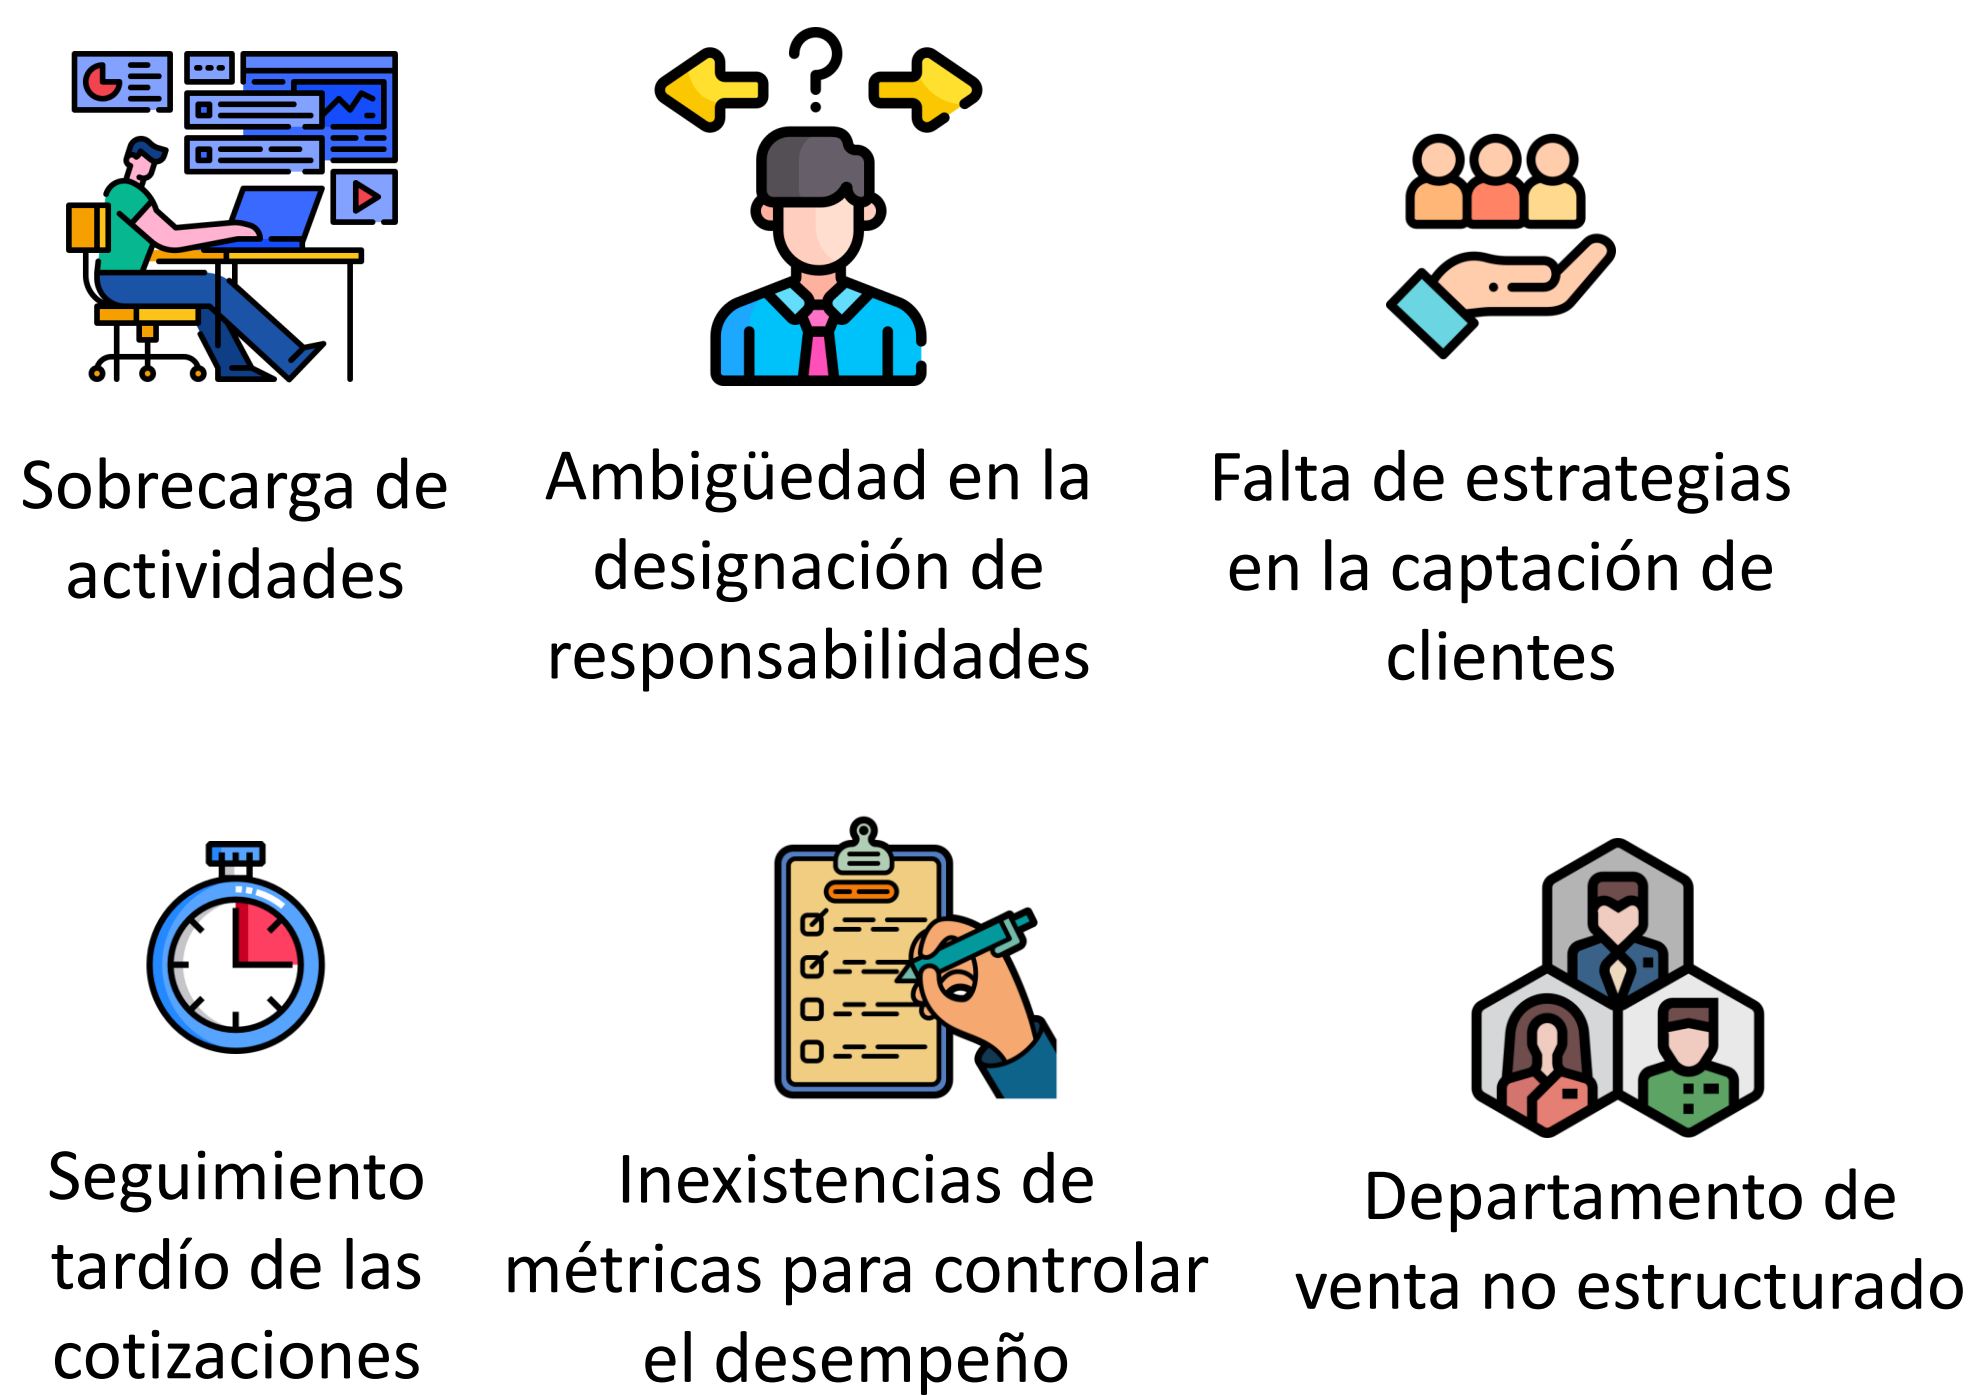 Sobrecarga de
actividades
Ambigüedad en la
designación de
responsabilidades
Falta de estrategias
en la captación de
clientes
Seguimiento
tardío de las
cotizaciones
Inexistencias de
métricas para controlar
el desempeño
Departamento de
venta no estructurado